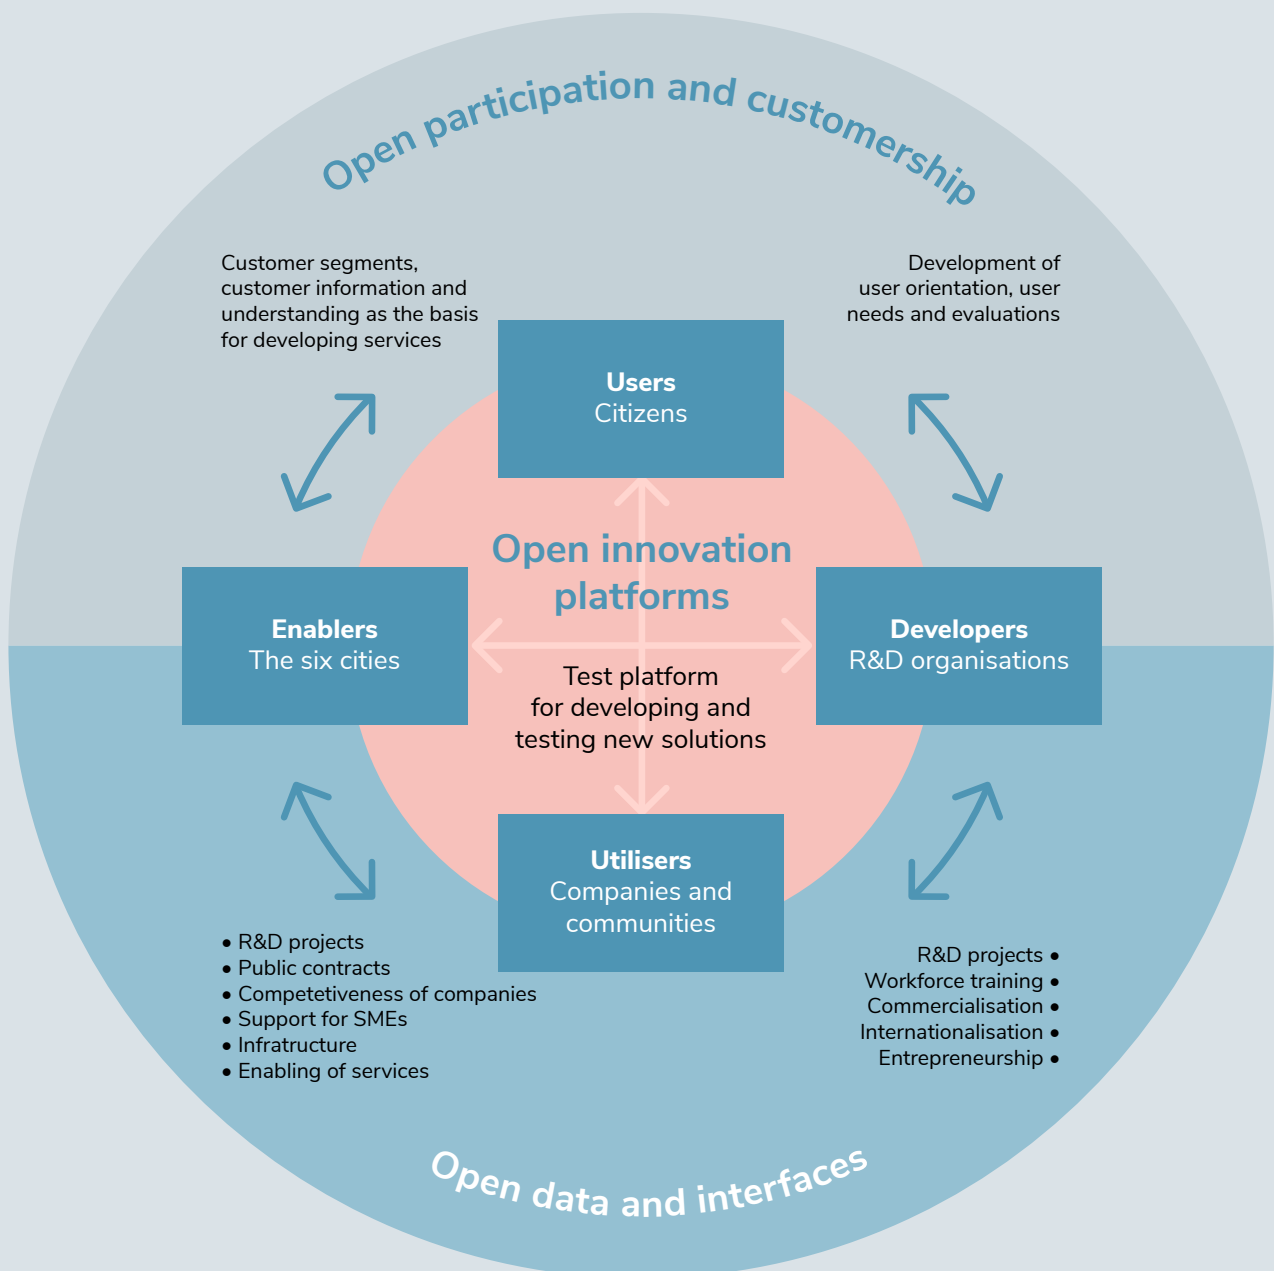 Open participation and customership
Customer segments,
customer information and
understanding as the basis
for developing services
Development of
user orientation, user
needs and evaluations
Users
Citizens
Open innovation
platforms
Enablers
The six cities
Developers
R&D organisations
Test platform
for developing and
testing new solutions
Utilisers
Companies and
communities
• R&D projects
• Public contracts
• Competetiveness of companies
• Support for SMEs
• Infratructure
• Enabling of services
R&D projects •
Workforce training •
Commercialisation •
Internationalisation •
Entrepreneurship •
Open data and interfaces